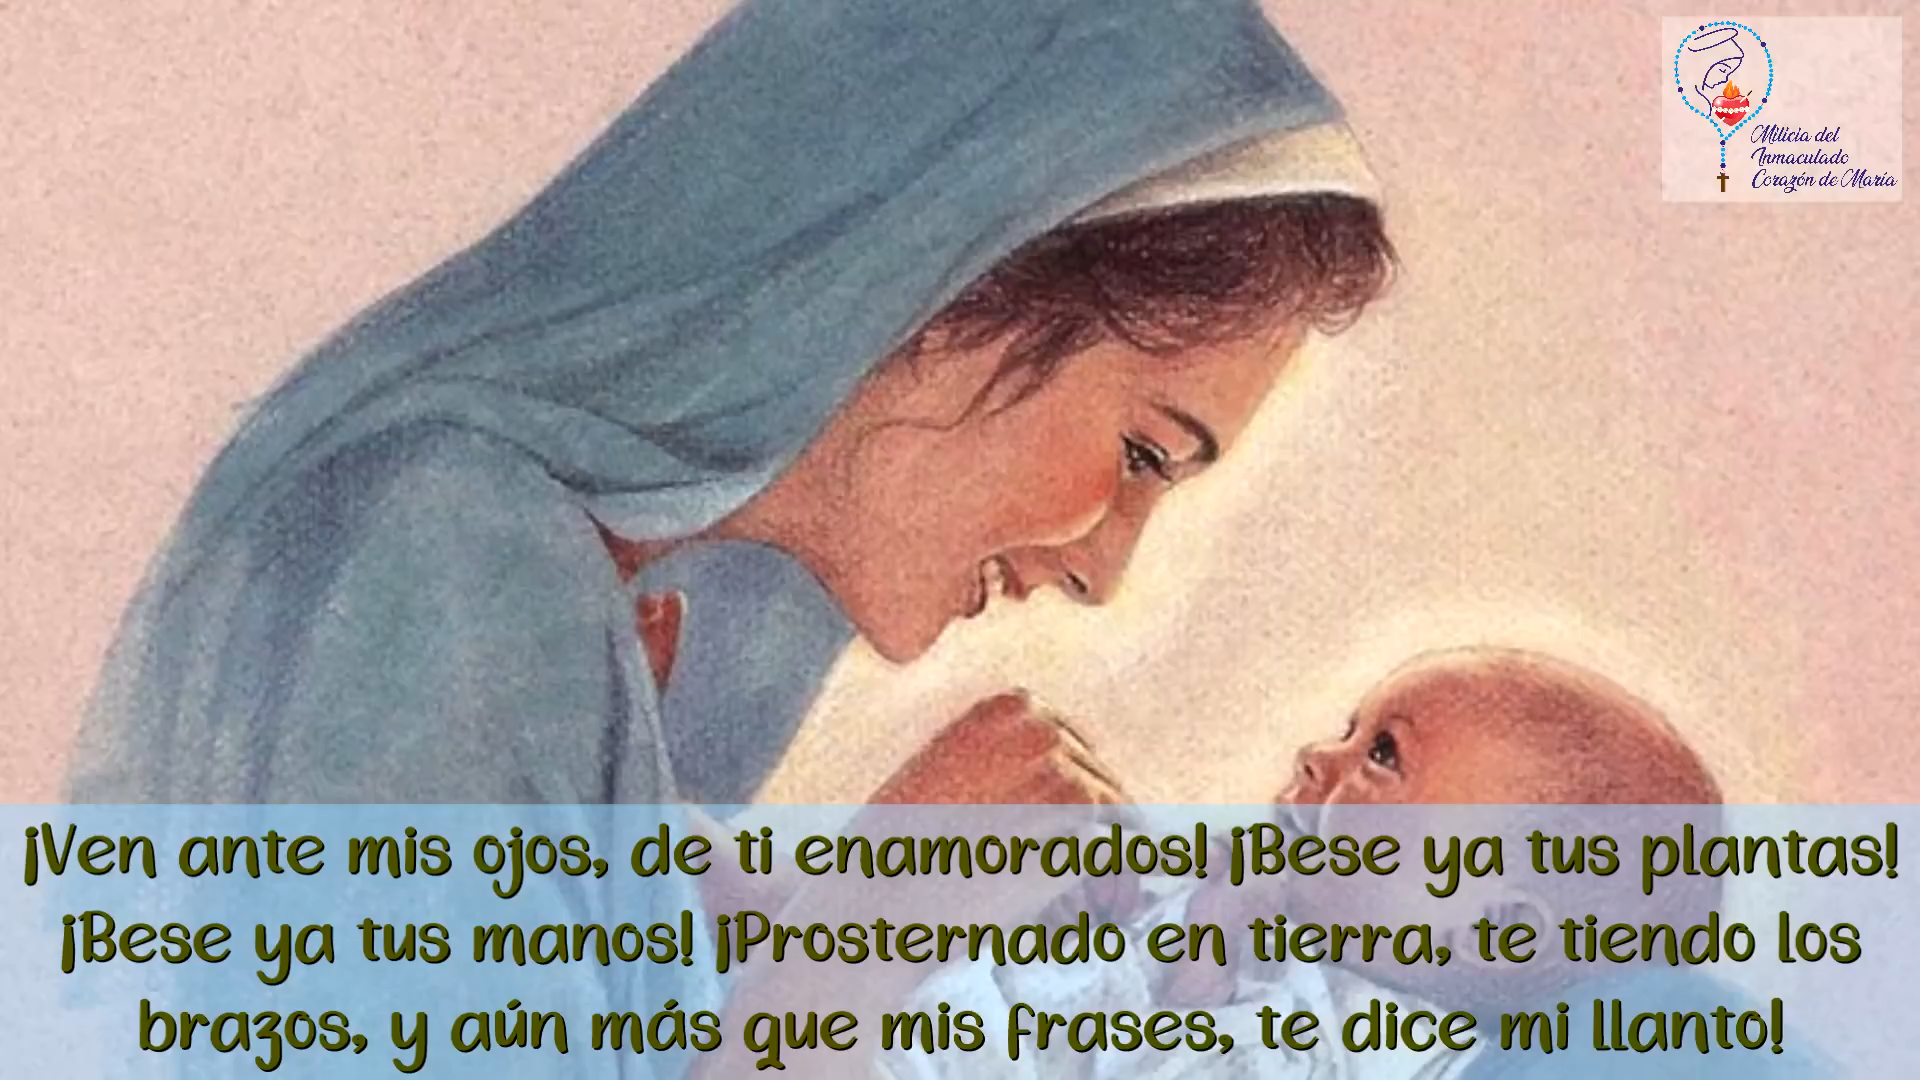 Milicia del
Inmaculado
Corazón de María
¡Ven ante mis ojos, de ti enamorados! ¡Bese ya tus plantas!
¡Bese ya tus manos! ¡Prosternado en tierra, te tiendo los
brazos, y aún más que mis frases, te dice mi llanto!